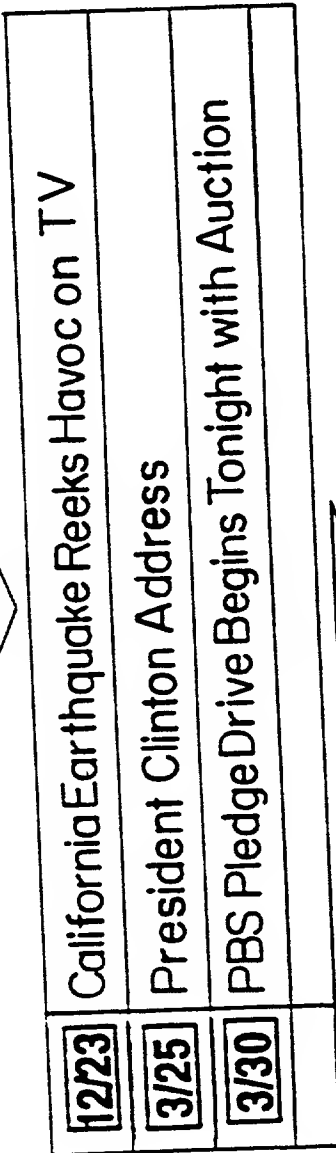 12/23 California Earthquake Reeks Havoc on TV
3/25 President Clinton Address
3/30 PBS Pledge Drive Begins Tonight with Auction